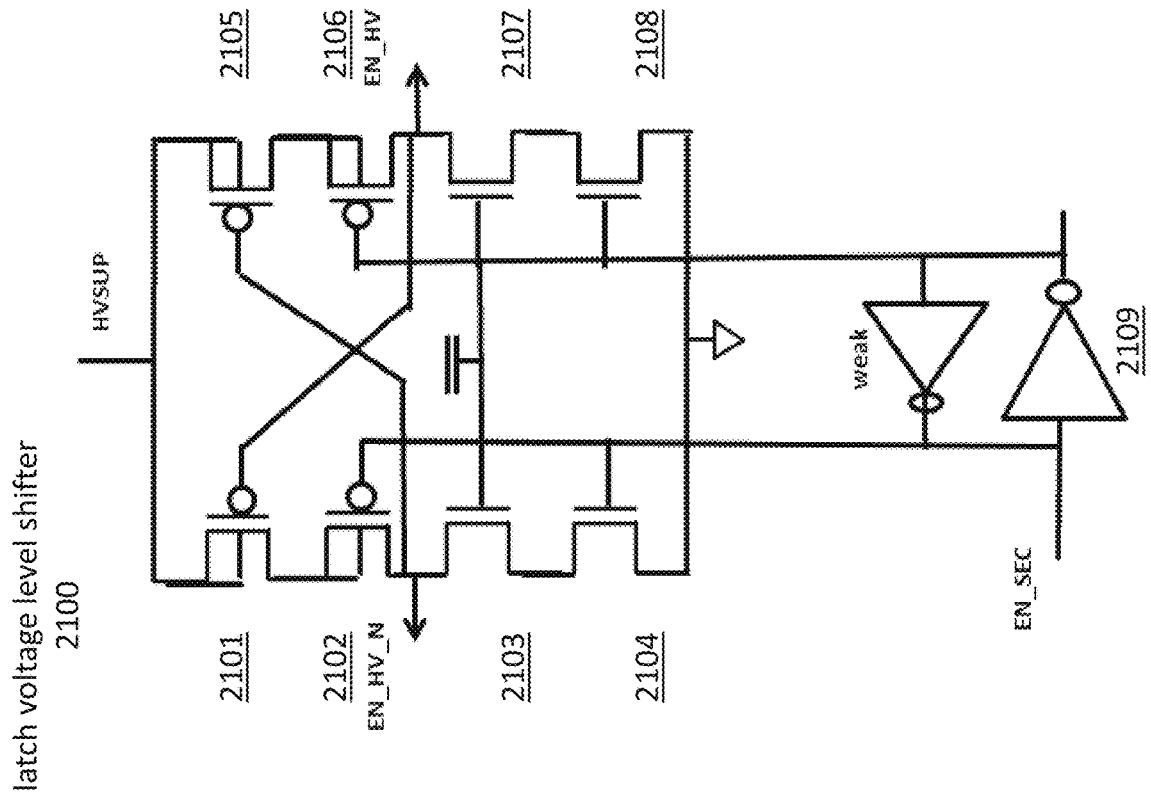 latch voltage level shifter
2100
HVSUP
2101
2102
EN_HV_N
2103
2104
2105
2106
EN_HV
2107
2108
weak
2109
EN_SEC